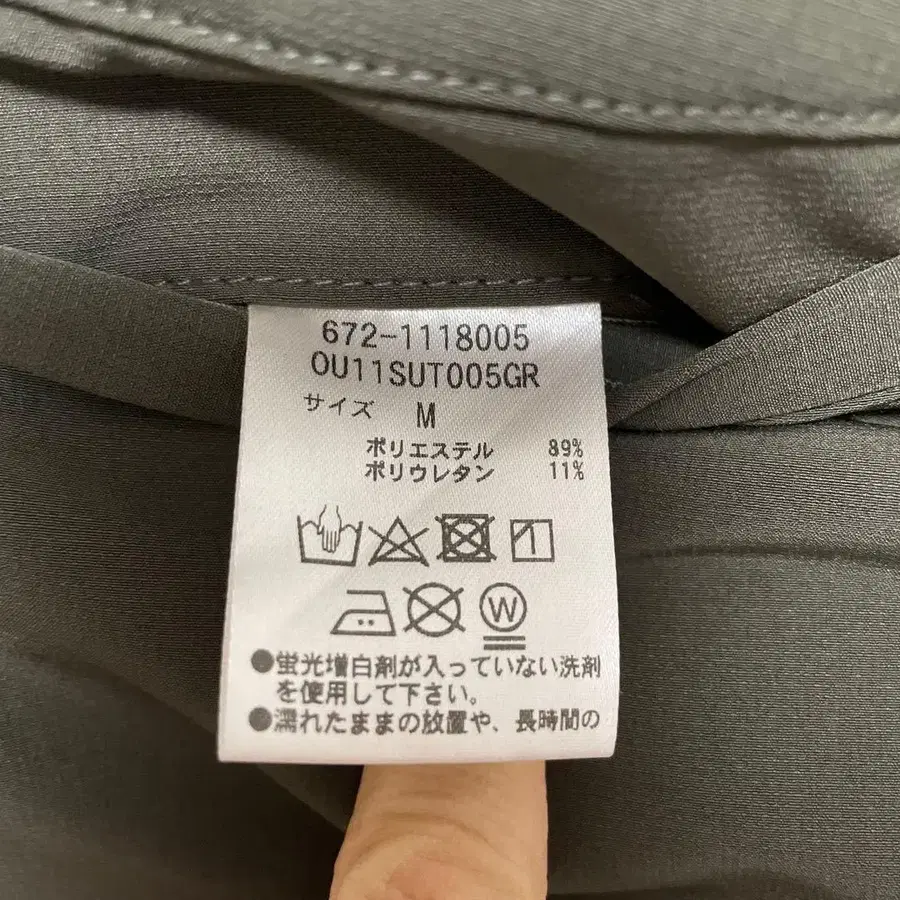 672-1118005
OU11SUT005GR
サイズ M
ポリエステル 89%
ポリウレタン 11%
W
●蛍光増白剤が入っていない洗剤
を使用して下さい。
●濡れたままの放置や、長時間の